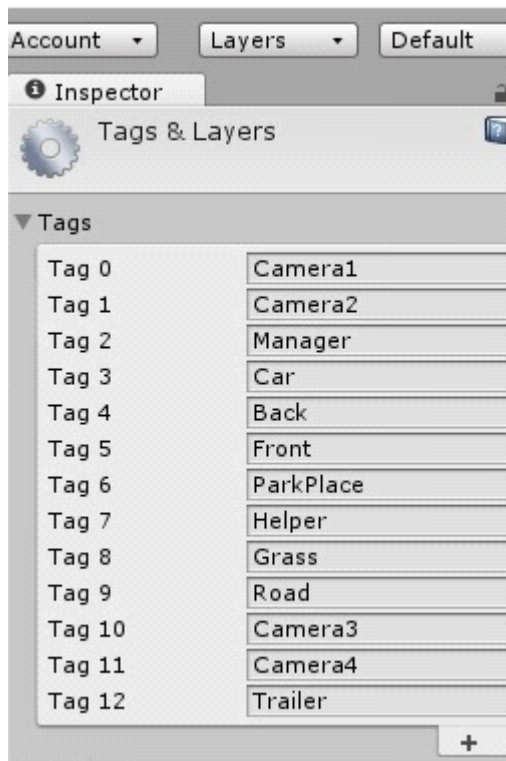 Account Layers Default
Inspector
Tags & Layers
Tags
Tag 0 Camera1
Tag 1 Camera2
Tag 2 Manager
Tag 3 Car
Tag 4 Back
Tag 5 Front
Tag 6 ParkPlace
Tag 7 Helper
Tag 8 Grass
Tag 9 Road
Tag 10 Camera3
Tag 11 Camera4
Tag 12 Trailer
+